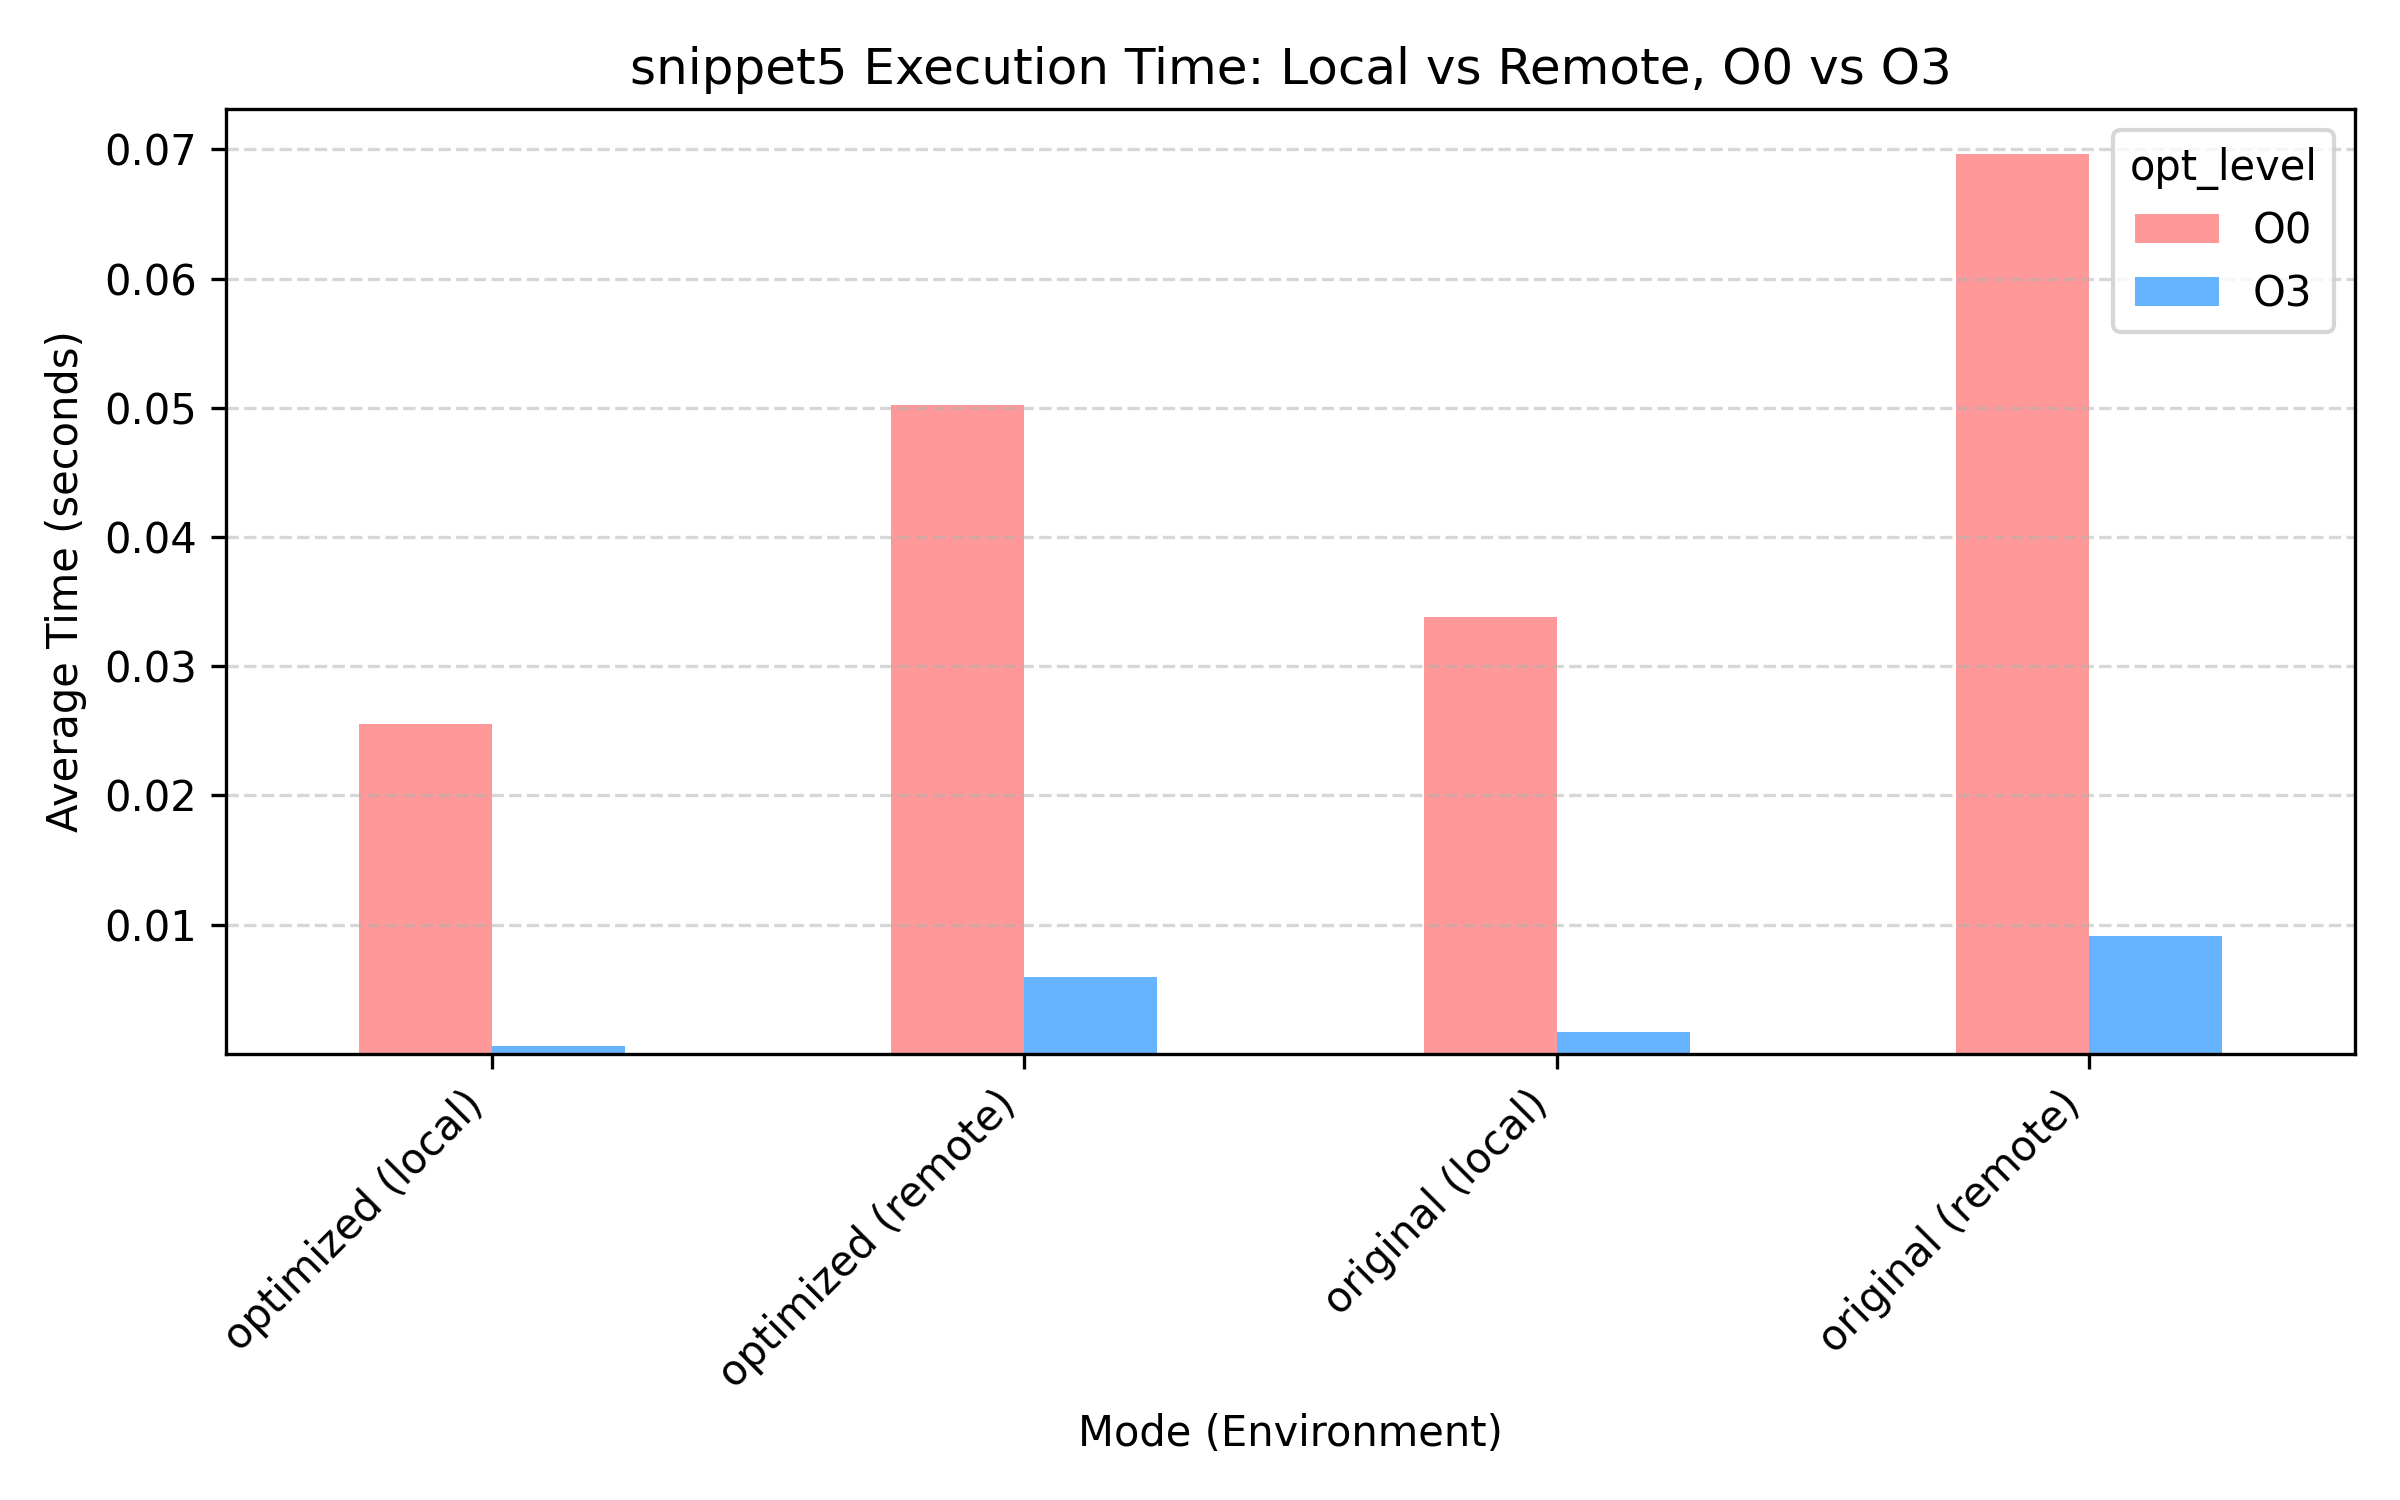 snippet5 Execution Time: Local vs Remote, O0 vs O3
opt_level
O0
O3
Average Time (seconds)
0.07
0.06
0.05
0.04
0.03
0.02
0.01
optimized (local)
optimized (remote)
original (local)
original (remote)
Mode (Environment)